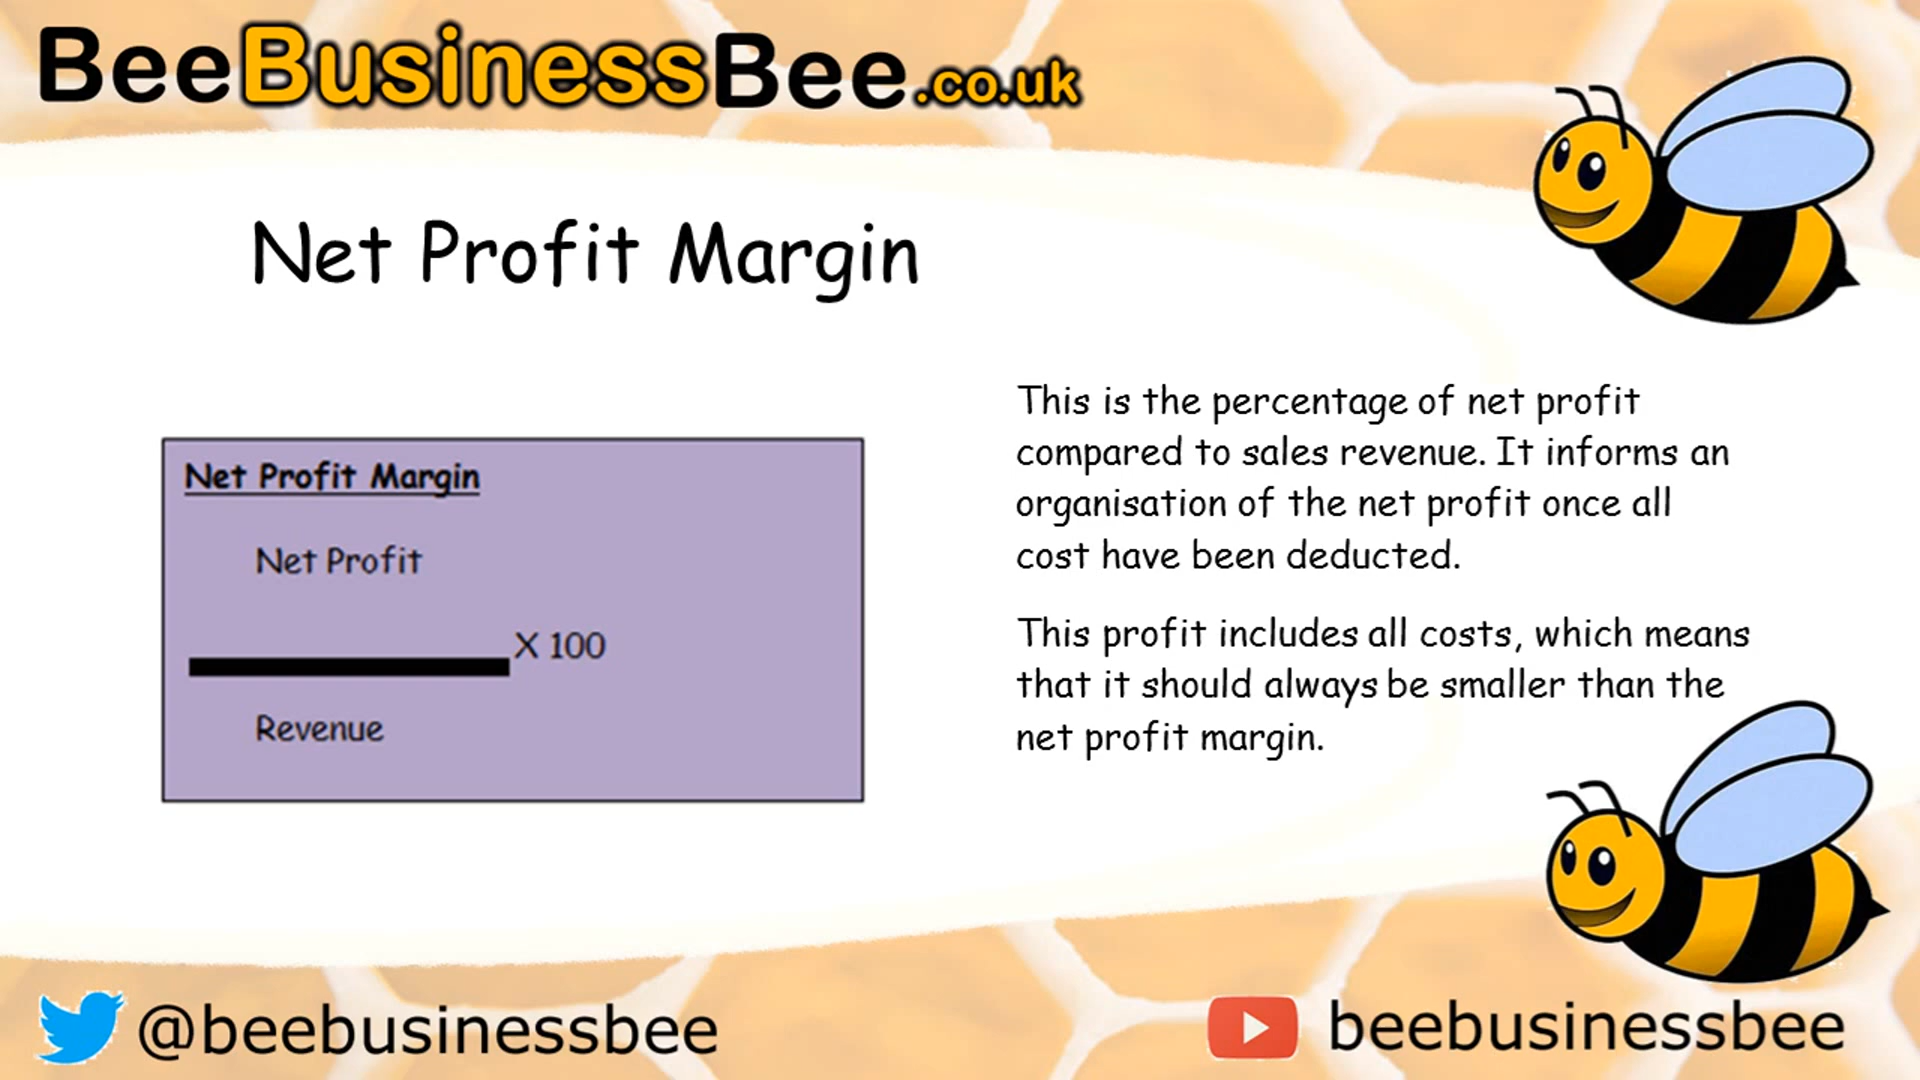 BeeBusinessBee.co.uk
Net Profit Margin
Net Profit Margin
Net Profit
X 100
Revenue
This is the percentage of net profit
compared to sales revenue. It informs an
organisation of the net profit once all
cost have been deducted.
This profit includes all costs, which means
that it should always be smaller than the
net profit margin.
@beebusinessbee
beebusinessbee